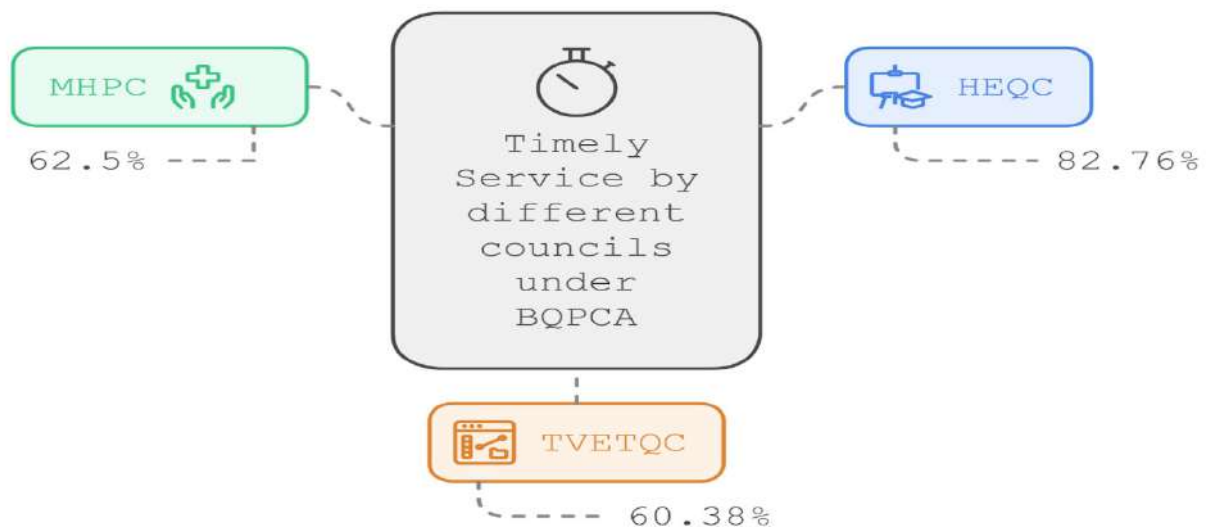 MHPC
62.5%
Timely
Service by
different
councils
under
BQPCA
HEQC
82.76%
TVETQC
60.38%